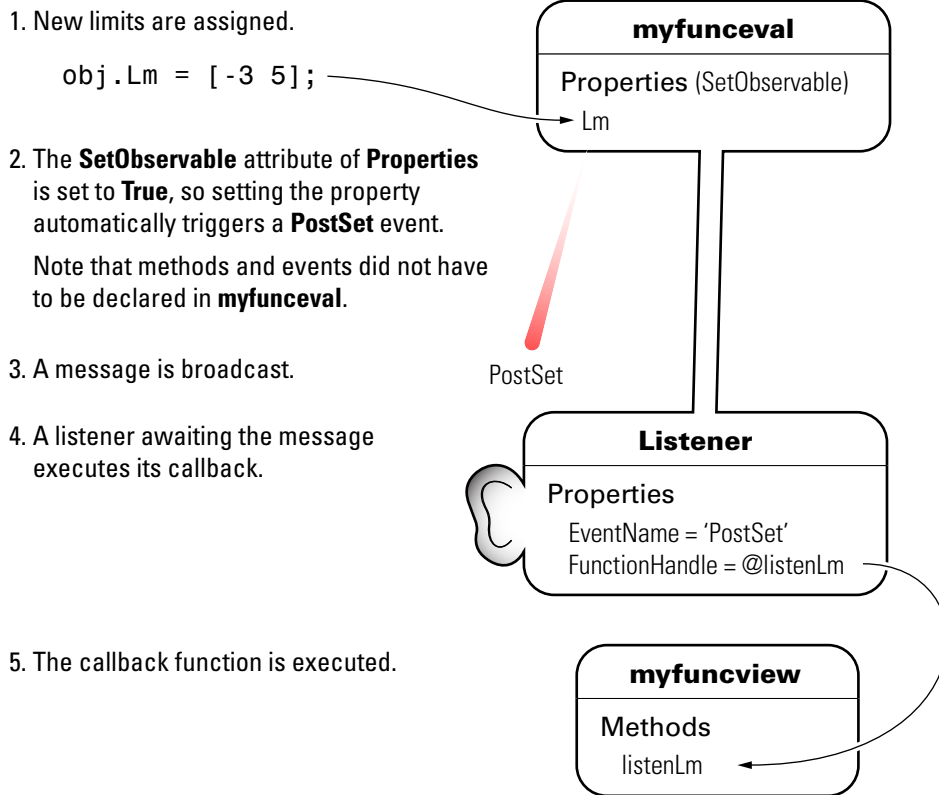 1. New limits are assigned.
obj.Lm = [-3 5];
2. The SetObservable attribute of Properties
is set to True, so setting the property
automatically triggers a PostSet event.
Note that methods and events did not have
to be declared in myfunceval.
3. A message is broadcast.
4. A listener awaiting the message
executes its callback.
5. The callback function is executed.
myfunceval
Properties (SetObservable)
Lm
PostSet
Listener
Properties
EventName = ‘PostSet’
FunctionHandle = @listenLm
myfuncview
Methods
listenLm